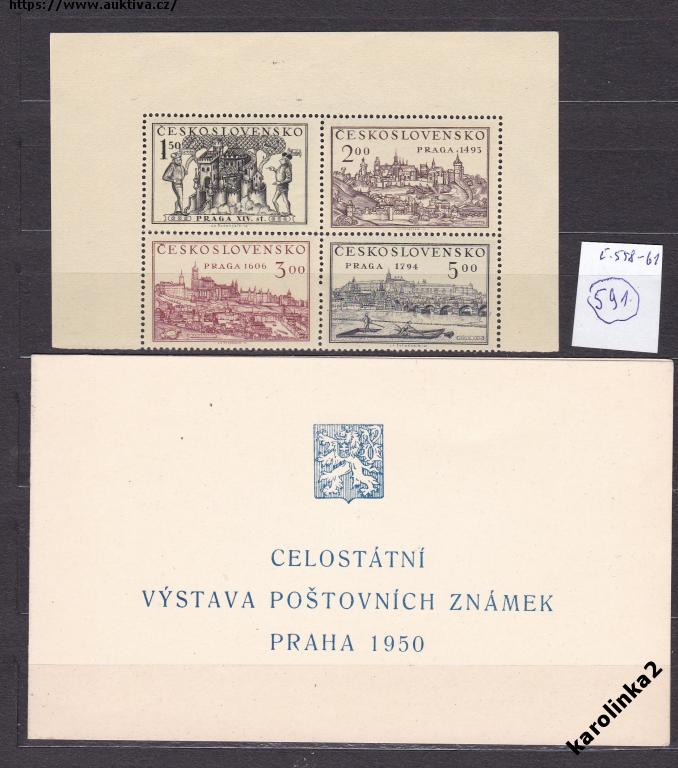 https://www.auktiva.cz/
ČESKOSLOVENSKO
1.50
PRAGA XIV. st.
ČESKOSLOVENSKO
2.00
PRAGA.1493
ČESKOSLOVENSKO
PRAGA 1606
3.00
ČESKOSLOVENSKO
PRAGA 1794
5.00
č.558-61
591.
CELOSTÁTNÍ
VÝSTAVA POŠTOVNÍCH ZNÁMEK
PRAHA 1950
karolinka2